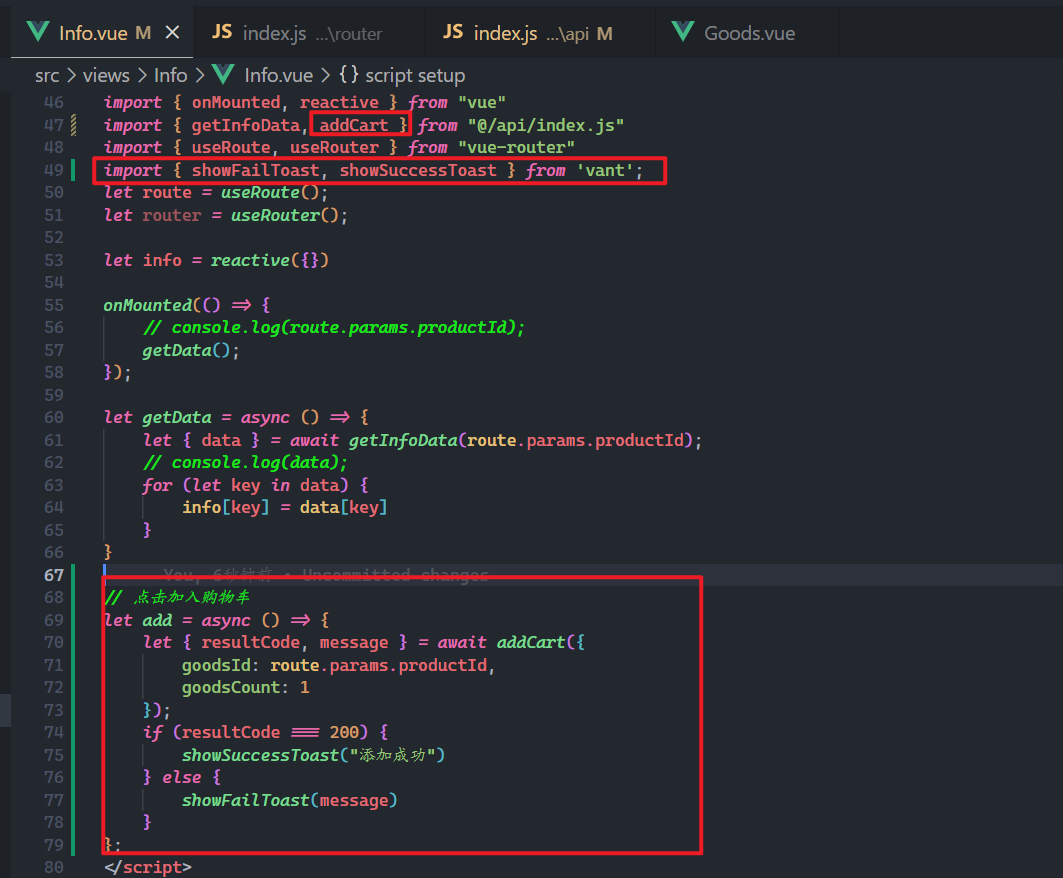 Info.vue M
JS index.js ...\router
JS index.js ...\api M
Goods.vue
src > views > Info > Info.vue > {} script setup
46 import { onMounted, reactive } from "vue"
47 import { getInfoData, addCart } from "@/api/index.js"
48 import { useRoute, useRouter } from "vue-router"
49 import { showFailToast, showSuccessToast } from 'vant';
50 let route = useRoute();
51 let router = useRouter();
52
53 let info = reactive({})
54
55 onMounted(() => {
56 // console.log(route.params.productId);
57 getData();
58 });
59
60 let getData = async () => {
61 let { data } = await getInfoData(route.params.productId);
62 // console.log(data);
63 for (let key in data) {
64 info[key] = data[key]
65 }
66 }
67 You, 6秒钟前 • Uncommitted changes
68 // 点击加入购物车
69 let add = async () => {
70 let { resultCode, message } = await addCart({
71 goodsId: route.params.productId,
72 goodsCount: 1
73 });
74 if (resultCode === 200) {
75 showSuccessToast("添加成功")
76 } else {
77 showFailToast(message)
78 }
79 };
80 </script>